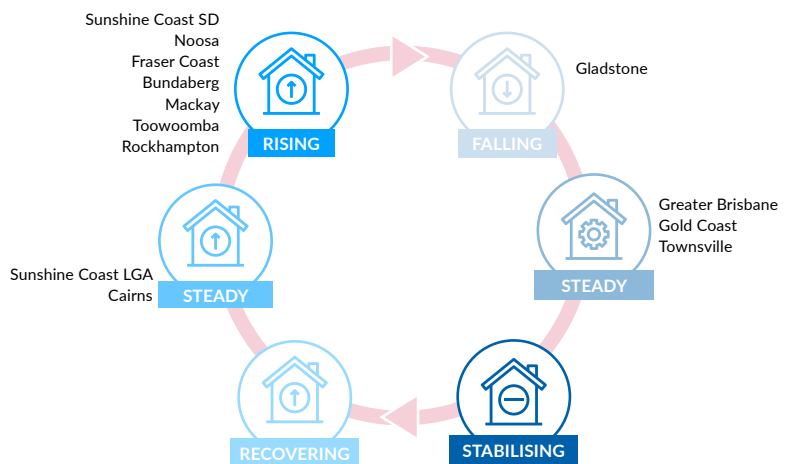 Sunshine Coast SD
Noosa
Fraser Coast
Bundaberg
Mackay
Toowoomba
Rockhampton
RISING
Gladstone
FALLING
Greater Brisbane
Gold Coast
Townsville
STEADY
Sunshine Coast LGA
Cairns
STEADY
RECOVERING
STABILISING